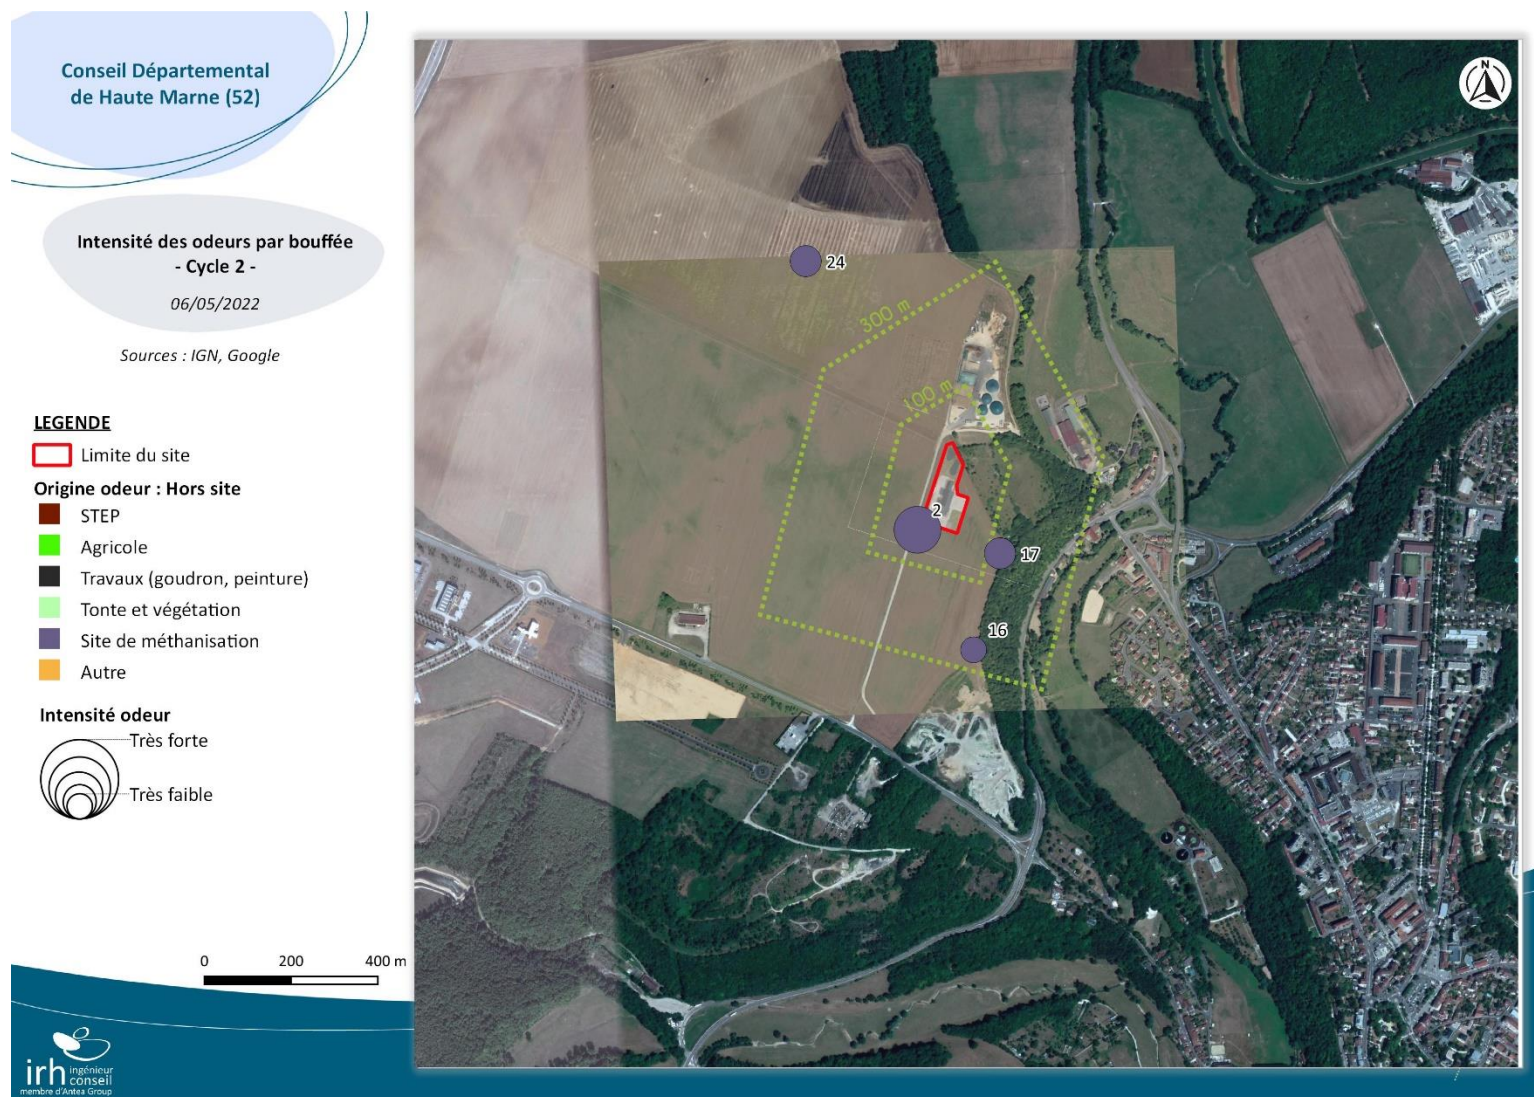 Conseil Départemental
de Haute Marne (52)
Intensité des odeurs par bouffée
- Cycle 2 -
06/05/2022
Sources : IGN, Google
LEGENDE
Limite du site
Origine odeur : Hors site
STEP
Agricole
Travaux (goudron, peinture)
Tonte et végétation
Site de méthanisation
Autre
Intensité odeur
Très forte
Très faible
0 200 400 m
irh ingénieur
conseil
membre d'Antea Group
N
24
300 m
100 m
2
17
16